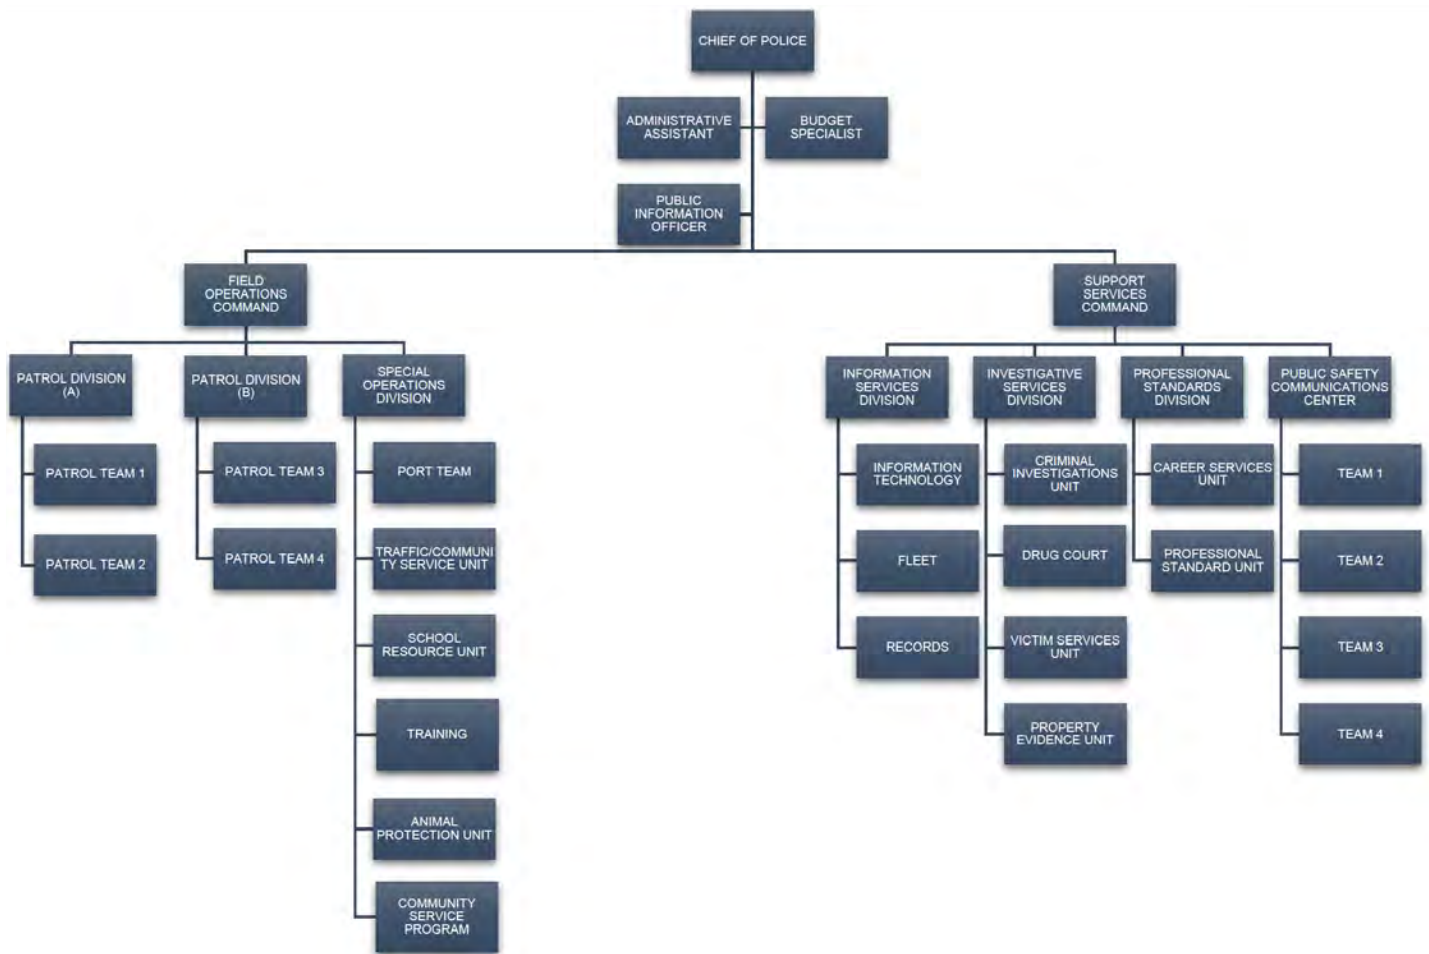 CHIEF OF POLICE
ADMINISTRATIVE
ASSISTANT
BUDGET
SPECIALIST
PUBLIC
INFORMATION
OFFICER
FIELD
OPERATIONS
COMMAND
SUPPORT
SERVICES
COMMAND
PATROL DIVISION
(A)
PATROL DIVISION
(B)
SPECIAL
OPERATIONS
DIVISION
INFORMATION
SERVICES
DIVISION
INVESTIGATIVE
SERVICES
DIVISION
PROFESSIONAL
STANDARDS
DIVISION
PUBLIC SAFETY
COMMUNICATIONS
CENTER
PATROL TEAM 1
PATROL TEAM 2
PATROL TEAM 3
PATROL TEAM 4
PORT TEAM
TRAFFIC/COMMUNI
TY SERVICE UNIT
SCHOOL
RESOURCE UNIT
TRAINING
ANIMAL
PROTECTION UNIT
COMMUNITY
SERVICE
PROGRAM
INFORMATION
TECHNOLOGY
FLEET
RECORDS
CRIMINAL
INVESTIGATIONS
UNIT
DRUG COURT
VICTIM SERVICES
UNIT
PROPERTY
EVIDENCE UNIT
CAREER SERVICES
UNIT
PROFESSIONAL
STANDARD UNIT
TEAM 1
TEAM 2
TEAM 3
TEAM 4